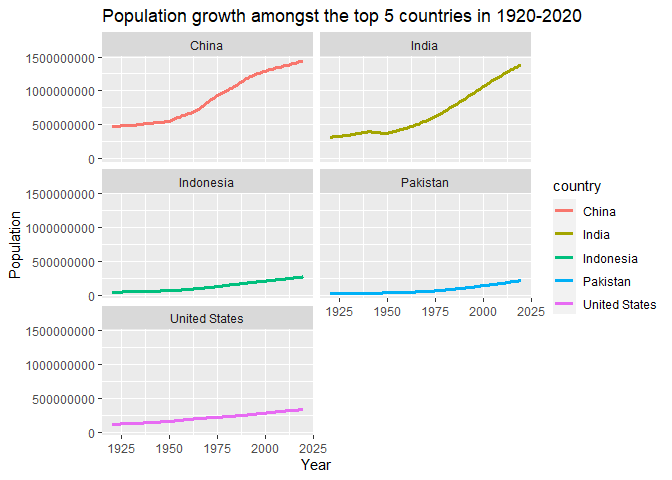 Population growth amongst the top 5 countries in 1920-2020
China
India
1500000000
1000000000
500000000
0
Indonesia
Pakistan
1500000000
1000000000
500000000
0
1925 1950 1975 2000 2025
United States
1500000000
1000000000
500000000
0
1925 1950 1975 2000 2025
Year
Population
country
China
India
Indonesia
Pakistan
United States